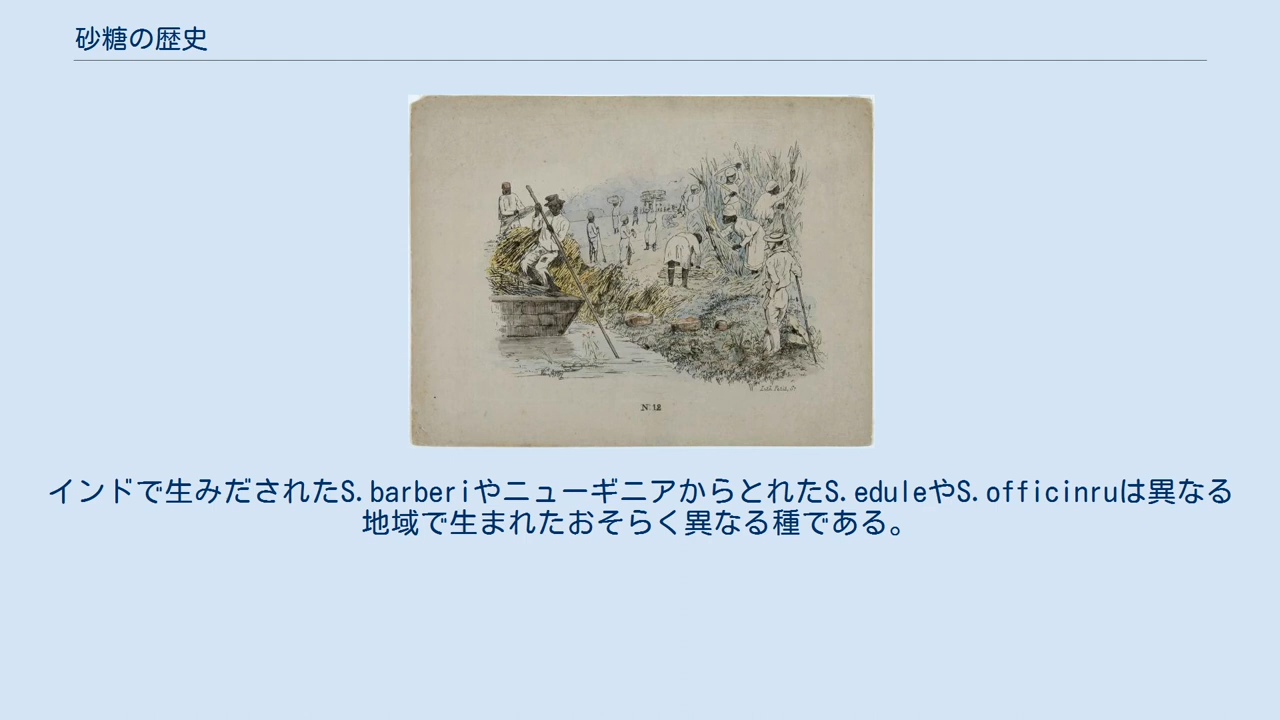 砂糖の歴史
Nº12
インドで生みだされたS.barberiやニューギニアからとれたS.eduleやS.officinruは異なる
地域で生まれたおそらく異なる種である。